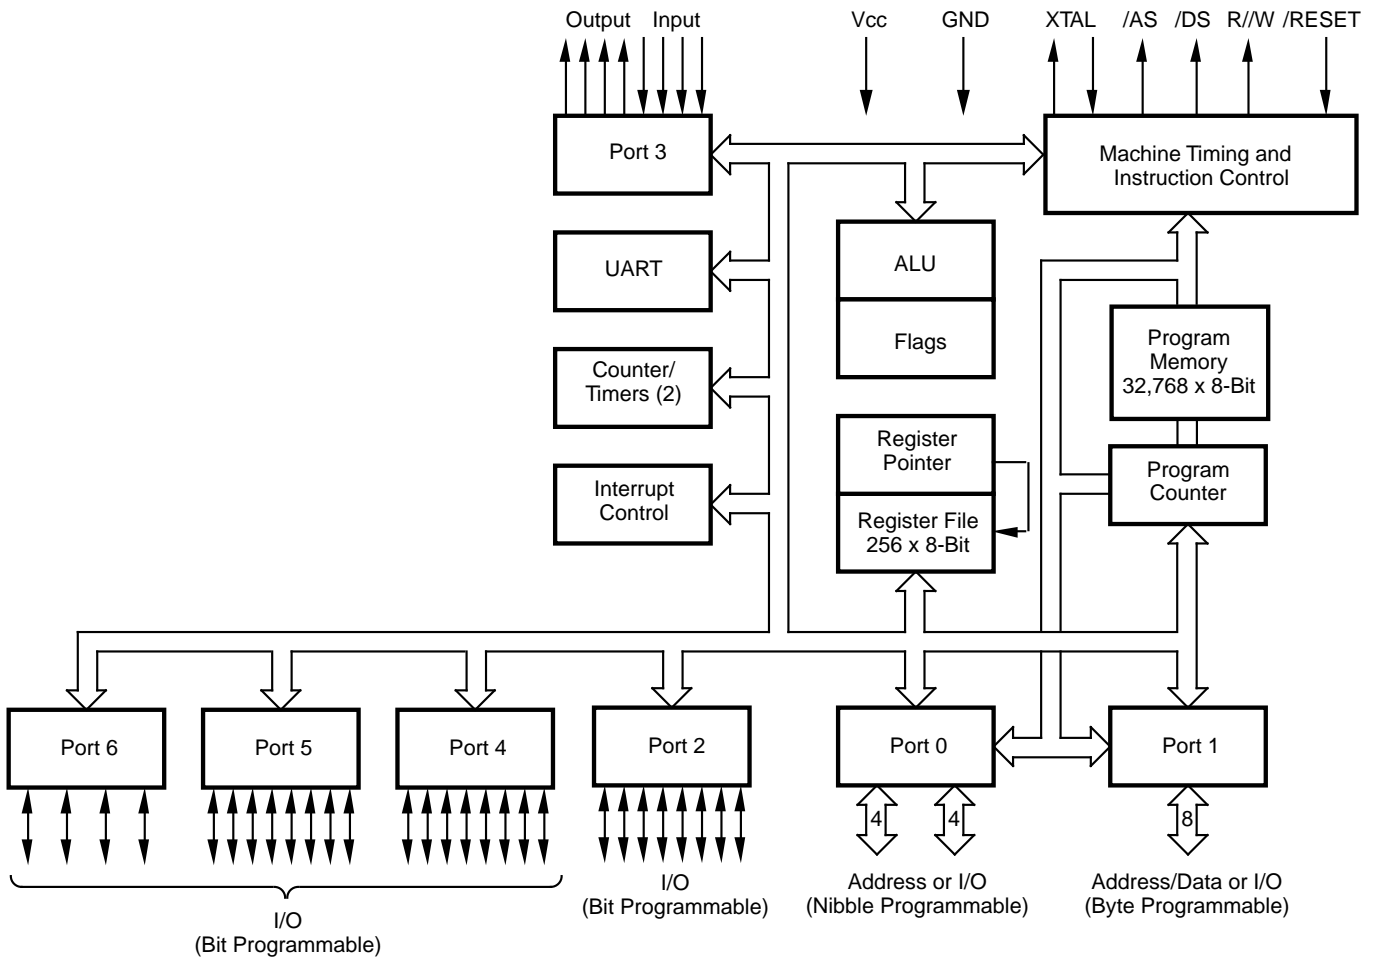 Output Input Vcc GND XTAL /AS /DS R//W /RESET
Port 3
Machine Timing and
Instruction Control
UART
ALU
Flags
Counter/
Timers (2)
Program
Memory
32,768 x 8-Bit
Register
Pointer
Program
Counter
Interrupt
Control
Register File
256 x 8-Bit
Port 6
Port 5
Port 4
Port 2
Port 0
Port 1
4
4
8
I/O
(Bit Programmable)
I/O
(Bit Programmable)
Address or I/O
(Nibble Programmable)
Address/Data or I/O
(Byte Programmable)